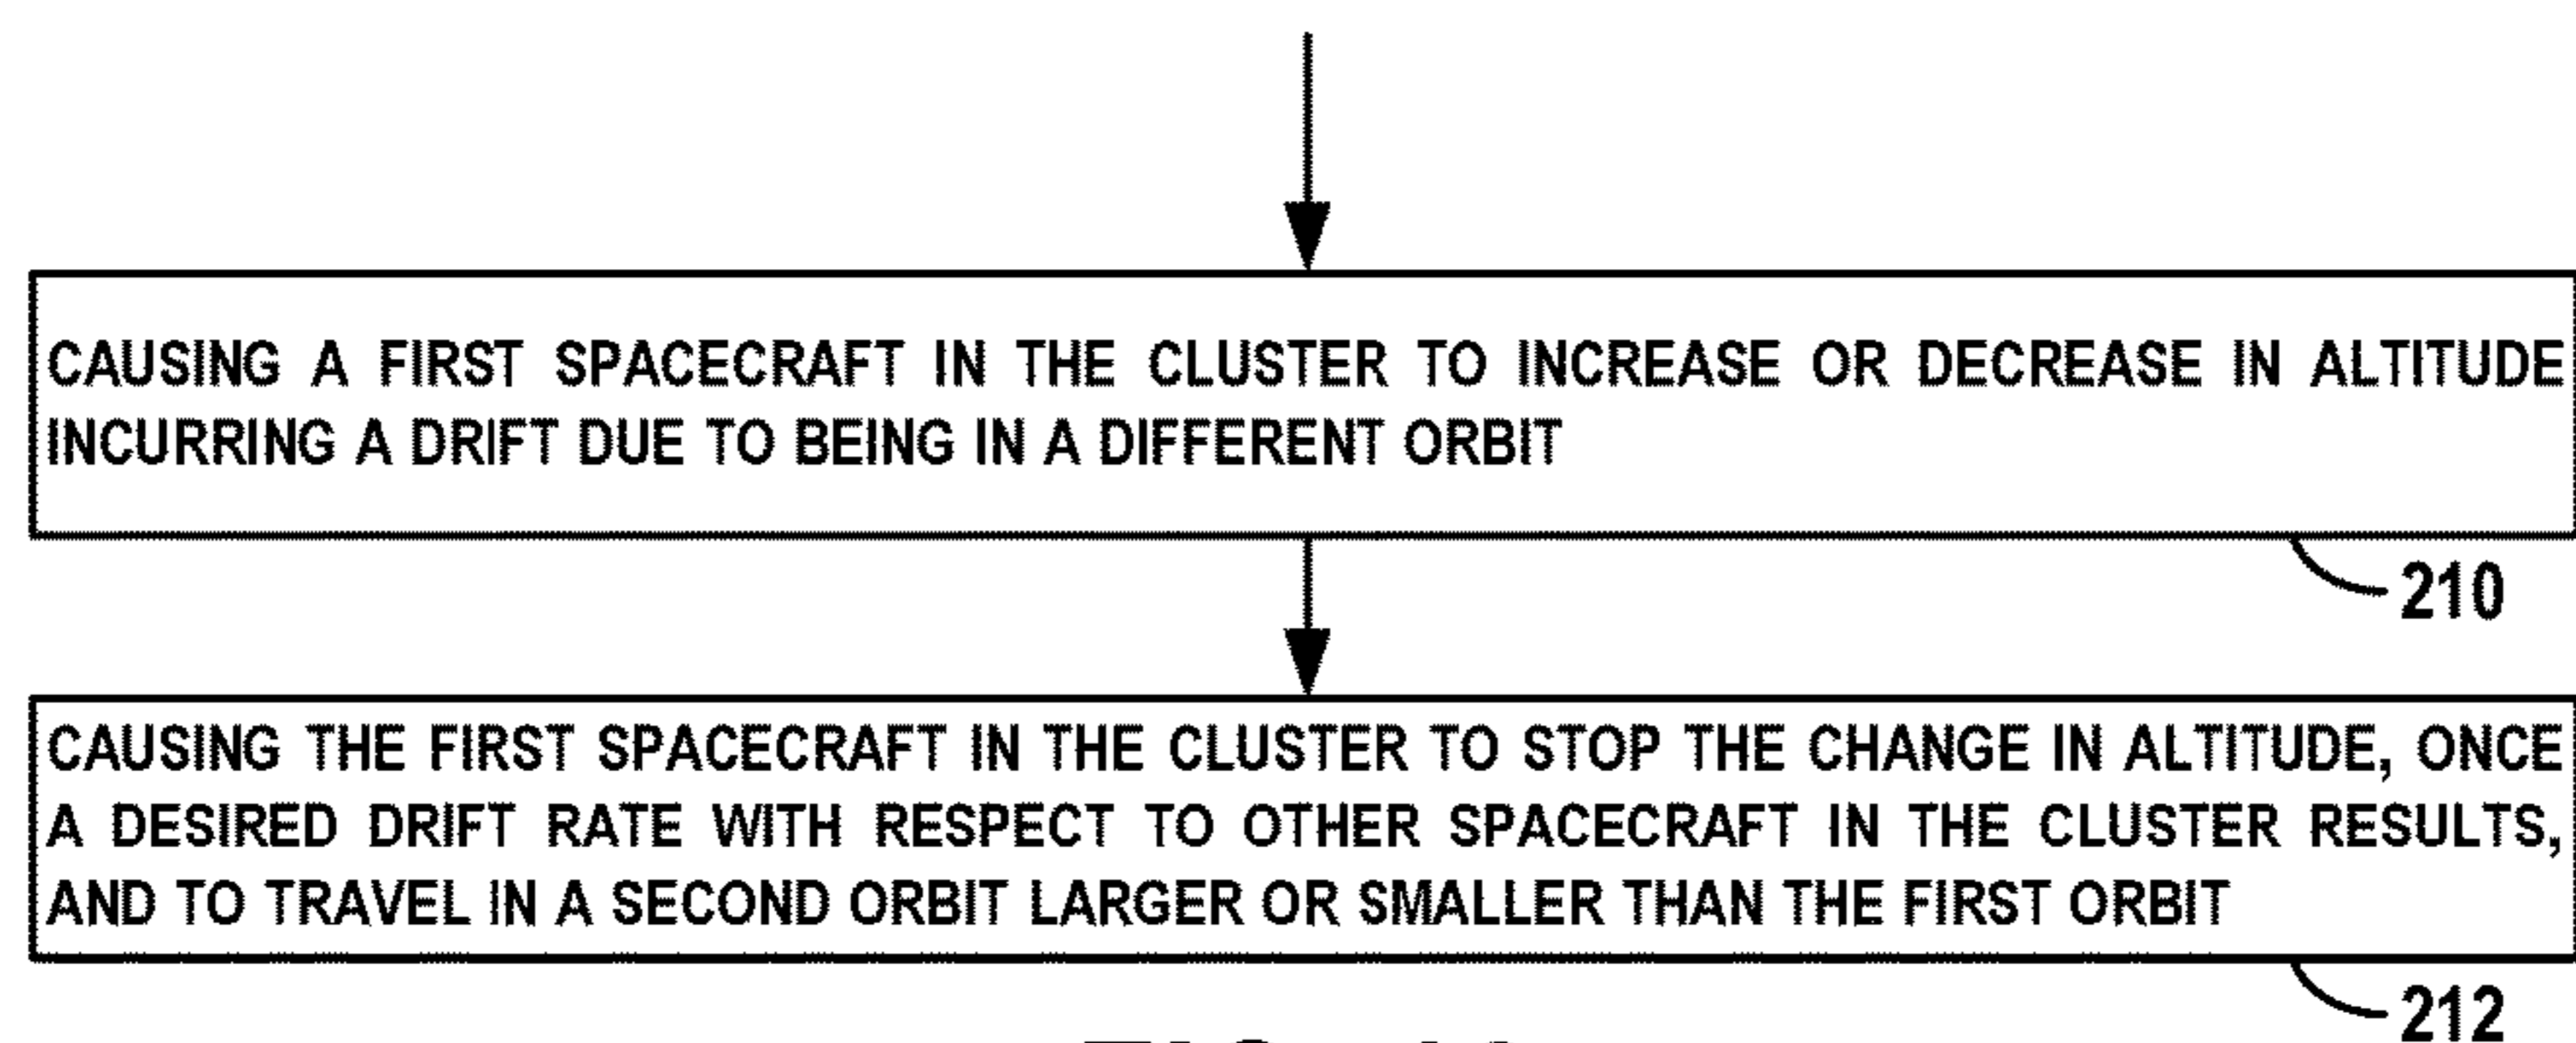 CAUSING A FIRST SPACECRAFT IN THE CLUSTER TO INCREASE OR DECREASE IN ALTITUDE
INCURRING A DRIFT DUE TO BEING IN A DIFFERENT ORBIT
210
CAUSING THE FIRST SPACECRAFT IN THE CLUSTER TO STOP THE CHANGE IN ALTITUDE, ONCE
A DESIRED DRIFT RATE WITH RESPECT TO OTHER SPACECRAFT IN THE CLUSTER RESULTS,
AND TO TRAVEL IN A SECOND ORBIT LARGER OR SMALLER THAN THE FIRST ORBIT
212